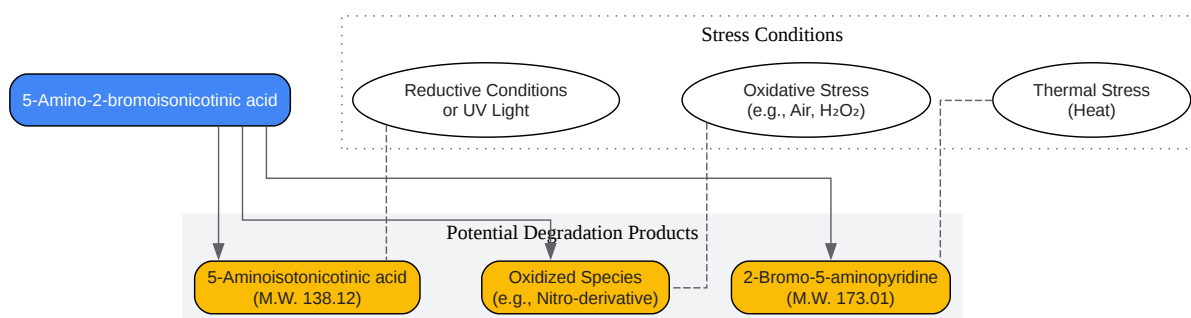 Stress Conditions
5-Amino-2-bromoisonicotinic acid
Reductive Conditions
or UV Light
Oxidative Stress
(e.g., Air, H₂O₂)
Thermal Stress
(Heat)
Potential Degradation Products
5-Aminoisotonicotinic acid
(M.W. 138.12)
Oxidized Species
(e.g., Nitro-derivative)
2-Bromo-5-aminopyridine
(M.W. 173.01)